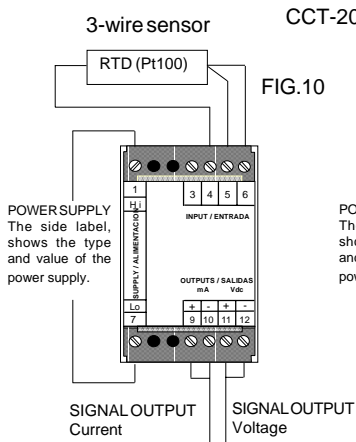 3-wire sensor
CCT-20
RTD (Pt100)
FIG.10
1
3 4 5 6
Hi
INPUT / ENTRADA
POWER SUPPLY
The side label,
shows the type
and value of the
power supply.
SUPPLY / ALIMENTACION
OUTPUTS / SALIDAS
mA Vdc
Lo
+ - + -
7
9 10 11 12
PO
Th
sho
and
pow
SIGNAL OUTPUT
Current
SIGNAL OUTPUT
Voltage